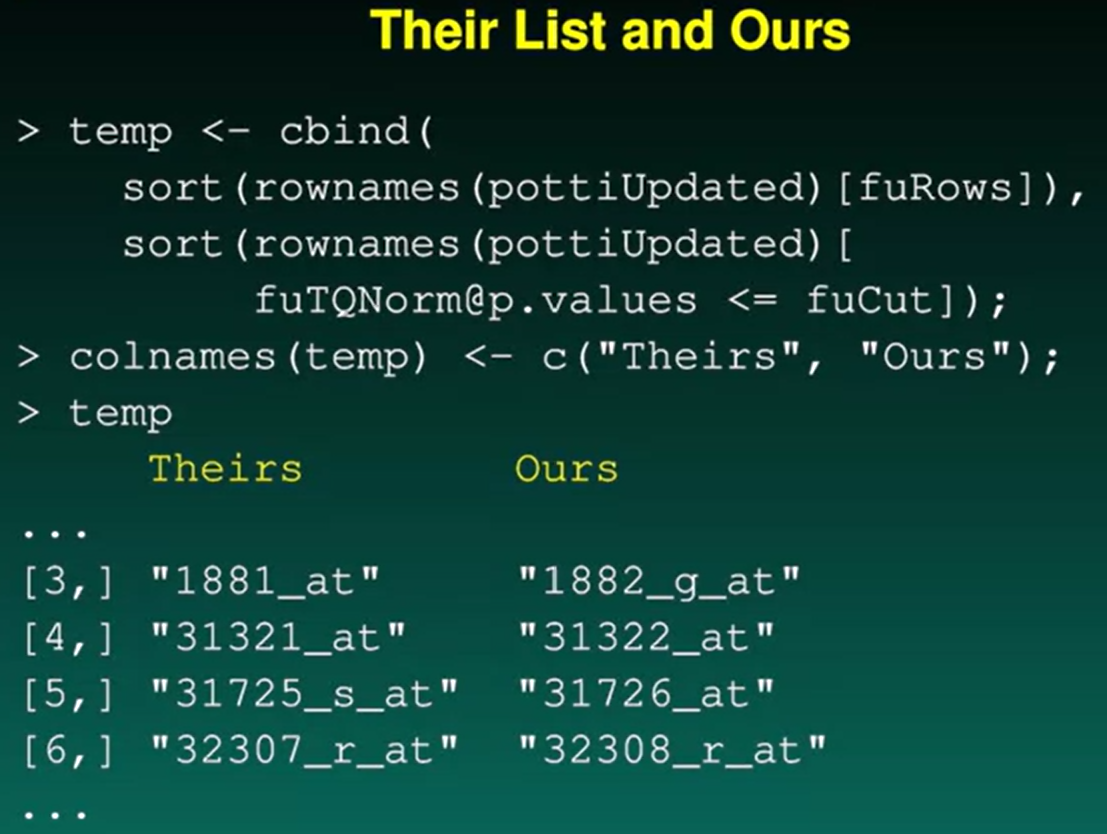 Their List and Ours
> temp <- cbind(
sort(rownames(pottiUpdated)[fuRows]),
sort(rownames(pottiUpdated)[
fuTQNorm@p.values <= fuCut]);
> colnames(temp) <- c("Theirs", "Ours");
> temp
Theirs Ours
...
[3,] "1881_at" "1882_g_at"
[4,] "31321_at" "31322_at"
[5,] "31725_s_at" "31726_at"
[6,] "32307_r_at" "32308_r_at"
...